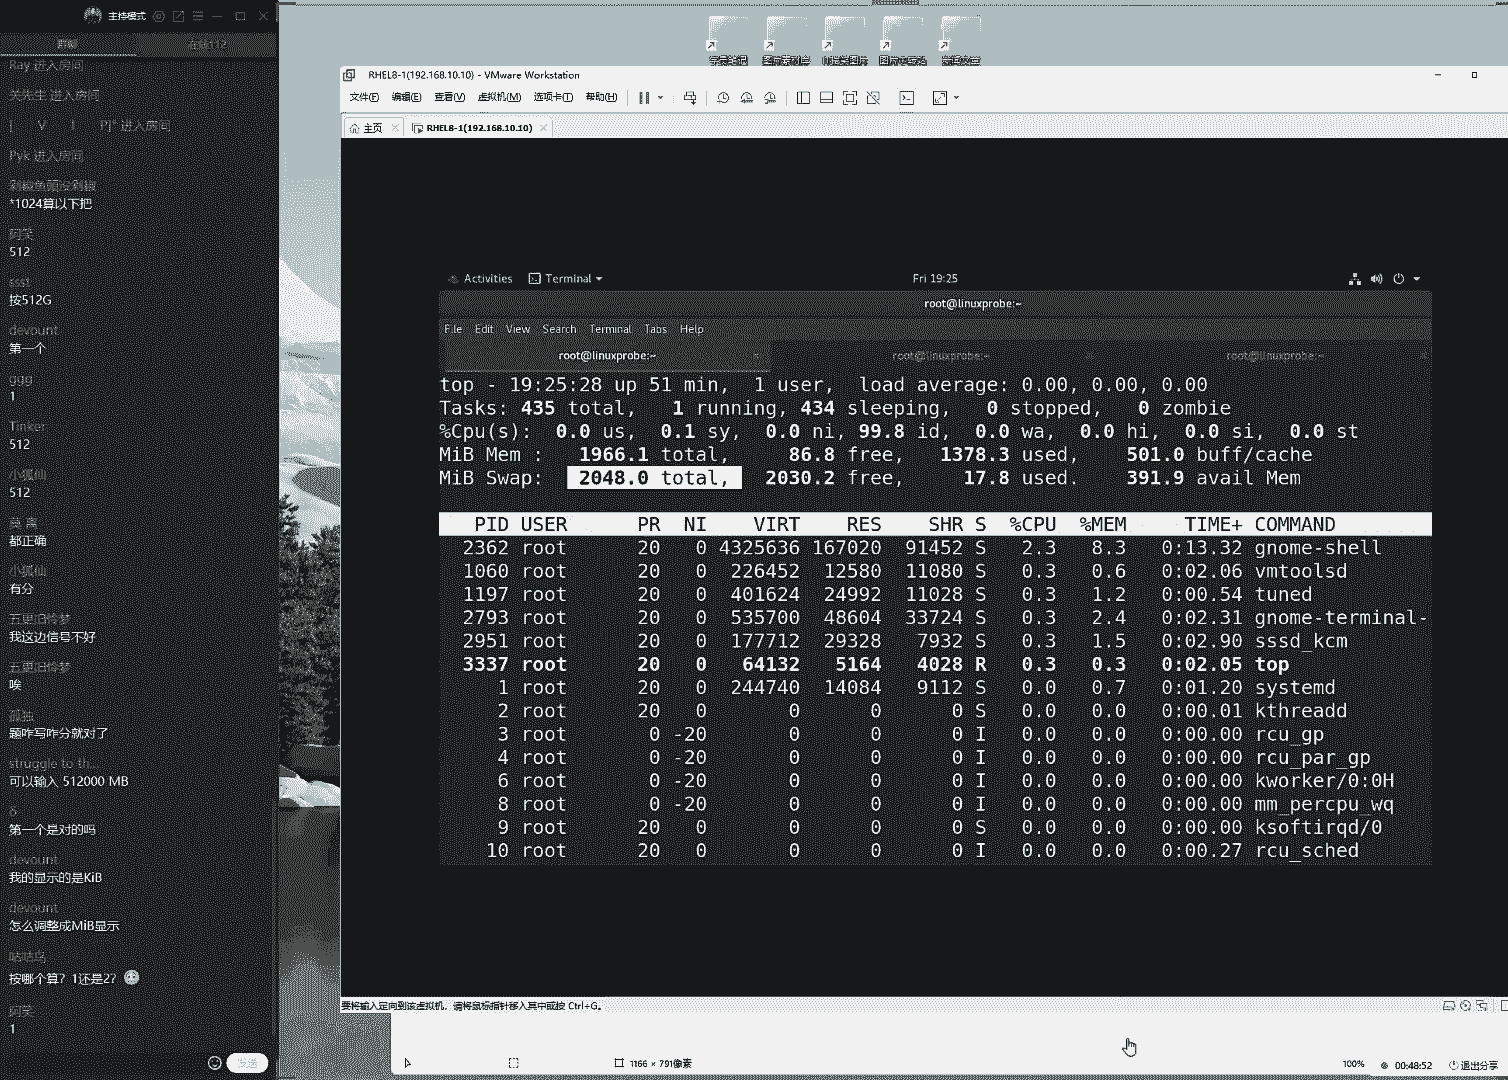 主持模式
群聊
在线112
Ray 进入房间
关先生 进入房间
[ V I P]° 进入房间
Pyk 进入房间
剁椒鱼頭没剁椒
*1024算以下把
阿笑
512
ssst
按512G
devount
第一个
ggg
1
Tinker
512
小狐仙
512
莫离
都正确
小狐仙
有分
五更旧怜梦
我这边信号不好
五更旧怜梦
唉
孤独
题咋写咋分就对了
struggle to th...
可以输入 512000 MB
6
第一个是对的吗
devount
我的显示的是KiB
devount
怎么调整成MiB显示
咕咕鸟
按哪个算？1还是2？
阿笑
1
发送
RHEL8-1(192.168.10.10) - VMware Workstation
文件(F) 编辑(E) 查看(V) 虚拟机(M) 选项卡(T) 帮助(H)
主页
RHEL8-1(192.168.10.10)
Activities Terminal Fri 19:25
root@linuxprobe:~
File Edit View Search Terminal Tabs Help
root@linuxprobe:~ root@linuxprobe:~ root@linuxprobe:~
top - 19:25:28 up 51 min, 1 user, load average: 0.00, 0.00, 0.00
Tasks: 435 total, 1 running, 434 sleeping, 0 stopped, 0 zombie
%Cpu(s): 0.0 us, 0.1 sy, 0.0 ni, 99.8 id, 0.0 wa, 0.0 hi, 0.0 si, 0.0 st
MiB Mem : 1966.1 total, 86.8 free, 1378.3 used, 501.0 buff/cache
MiB Swap: 2048.0 total, 2030.2 free, 17.8 used. 391.9 avail Mem
PID USER PR NI VIRT RES SHR S %CPU %MEM TIME+ COMMAND
2362 root 20 0 4325636 167020 91452 S 2.3 8.3 0:13.32 gnome-shell
1060 root 20 0 226452 12580 11080 S 0.3 0.6 0:02.06 vmtoolsd
1197 root 20 0 401624 24992 11028 S 0.3 1.2 0:00.54 tuned
2793 root 20 0 535700 48604 33724 S 0.3 2.4 0:02.31 gnome-terminal-
2951 root 20 0 177712 29328 7932 S 0.3 1.5 0:02.90 sssd_kcm
3337 root 20 0 64132 5164 4028 R 0.3 0.3 0:02.05 top
1 root 20 0 244740 14084 9112 S 0.0 0.7 0:01.20 systemd
2 root 20 0 0 0 0 S 0.0 0.0 0:00.01 kthreadd
3 root 0 -20 0 0 0 I 0.0 0.0 0:00.00 rcu_gp
4 root 0 -20 0 0 0 I 0.0 0.0 0:00.00 rcu_par_gp
6 root 0 -20 0 0 0 I 0.0 0.0 0:00.00 kworker/0:0H
8 root 0 -20 0 0 0 I 0.0 0.0 0:00.00 mm_percpu_wq
9 root 20 0 0 0 0 S 0.0 0.0 0:00.00 ksoftirqd/0
10 root 20 0 0 0 0 I 0.0 0.0 0:00.27 rcu_sched
要将输入定向到该虚拟机，请将鼠标指针移入其中或按 Ctrl+G。
1166 × 791像素
100%
00:48:52
退出分享